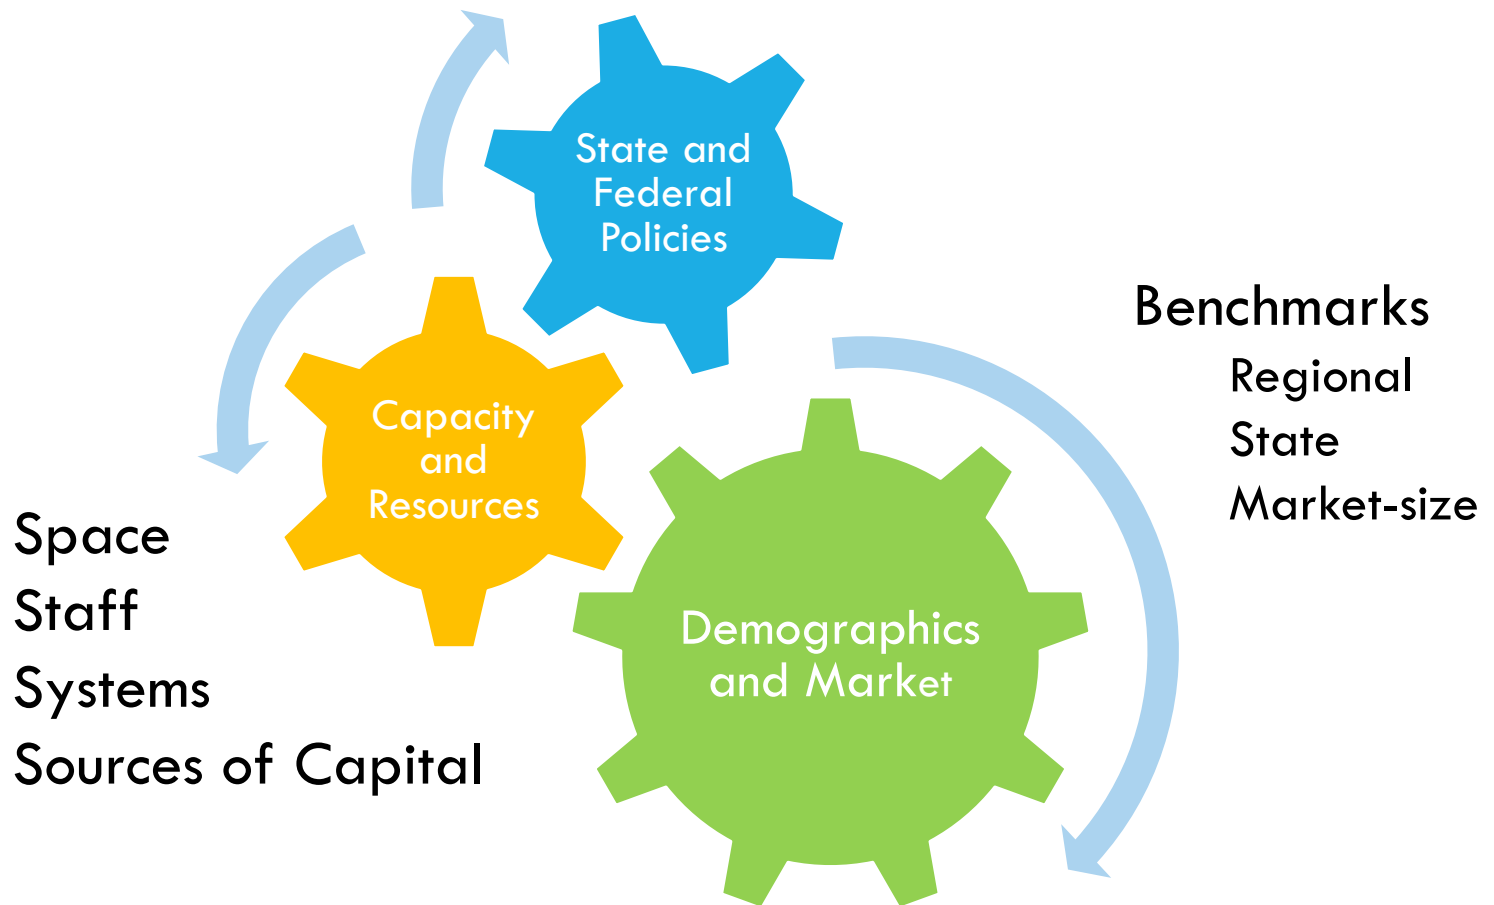 State and
Federal
Policies
Capacity
and
Resources
Demographics
and Market
Benchmarks
Regional
State
Market-size
Space
Staff
Systems
Sources of Capital